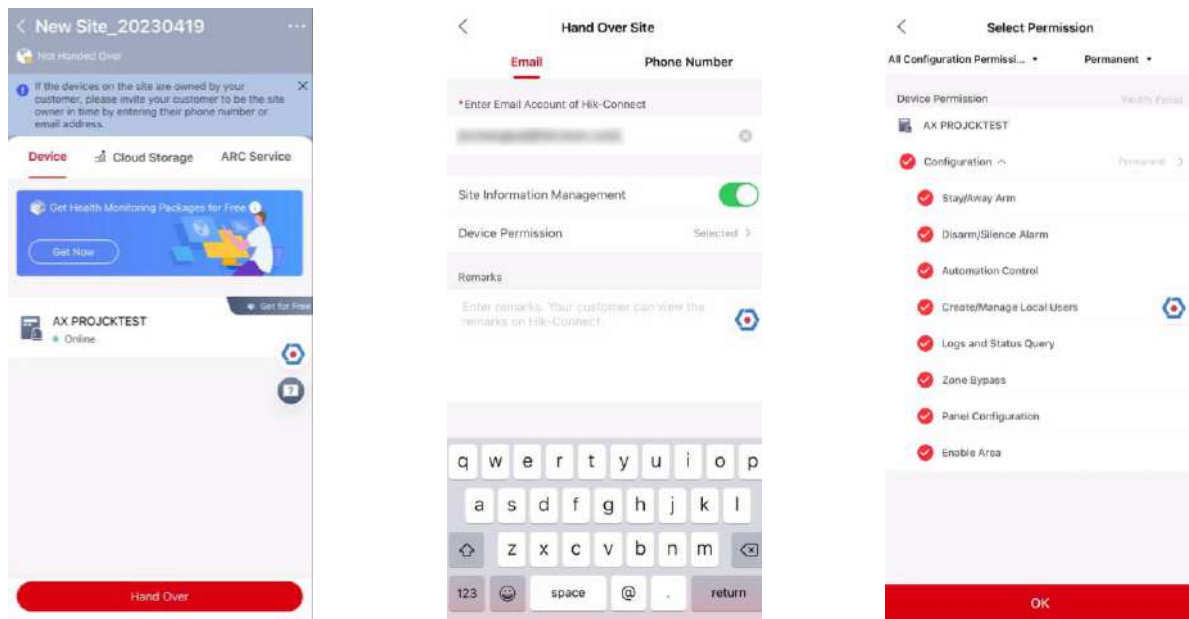 New Site_20230419
Not Handed Over
If the devices on the site are owned by your
customer, please invite your customer to be the site
owner in time by entering their phone number or
email address.
Device
Cloud Storage
ARC Service
Get Health Monitoring Packages for Free
Get Now
Get for Free
AX PROJCKTEST
Online
Hand Over
Hand Over Site
Email
Phone Number
*Enter Email Account of Hik-Connect
Site Information Management
Device Permission
Selected
Remarks
Enter remarks. Your customer can view the
remarks on Hik-Connect.
q w e r t y u i o p
a s d f g h j k l
z x c v b n m
123 space @ . return
Select Permission
All Configuration Permissi...
Permanent
Device Permission
Validity Period
AX PROJCKTEST
Configuration
Permanent
Stay/Away Arm
Disarm/Silence Alarm
Automation Control
Create/Manage Local Users
Logs and Status Query
Zone Bypass
Panel Configuration
Enable Area
OK